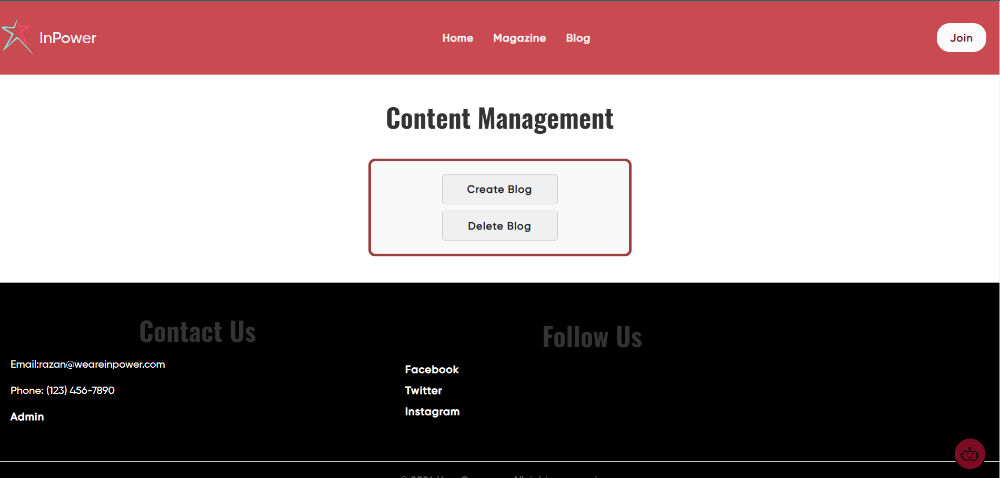 InPower
Home Magazine Blog
Join
Content Management
Create Blog
Delete Blog
Contact Us
Email:razan@weareinpower.com
Phone: (123) 456-7890
Admin
Follow Us
Facebook
Twitter
Instagram